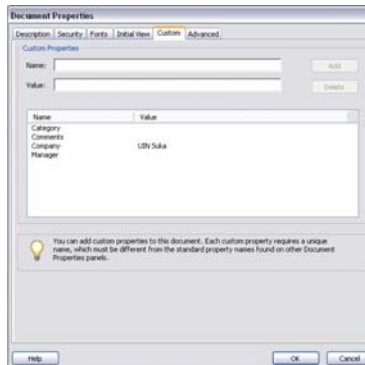 Document Properties
Description Security Fonts Initial View Custom Advanced
Custom Properties
Name: Add
Value: Delete
Name Value
Category
Comments
Company UIN Suka
Manager
You can add custom properties to this document. Each custom property requires a unique
name, which must be different from the standard property names found on other Document
Properties panels.
Help OK Cancel